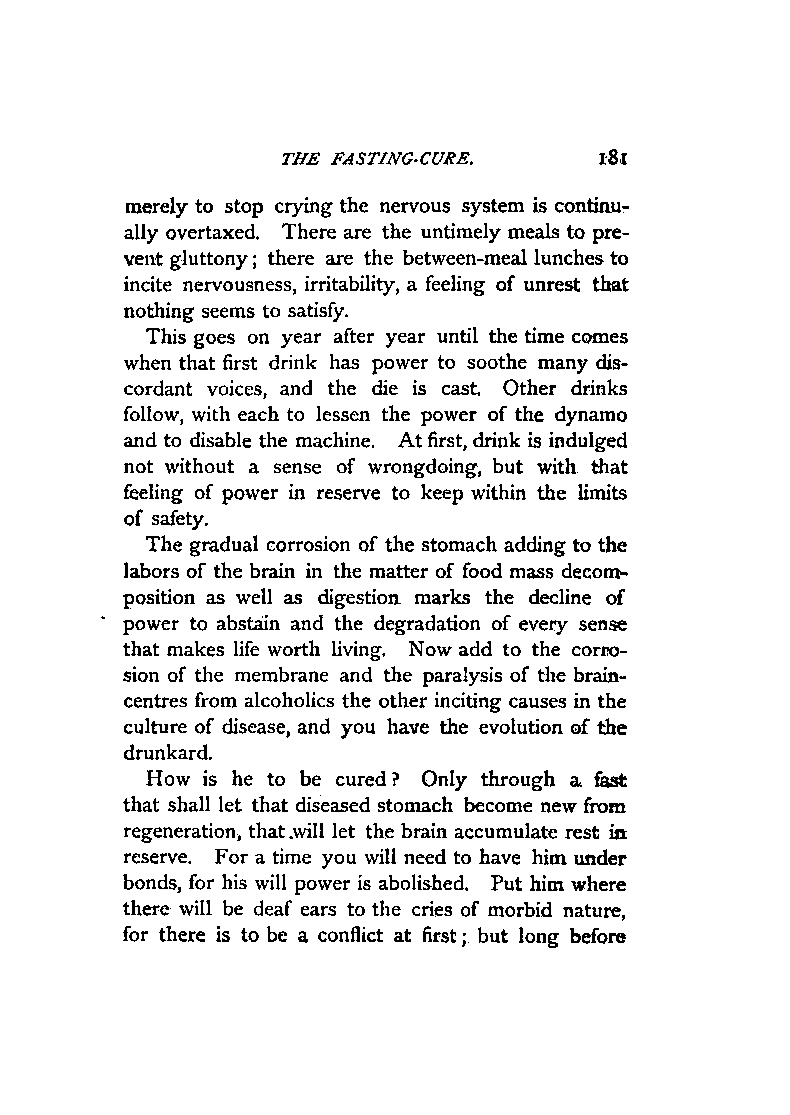 THE FASTING-CURE. 181
merely to stop crying the nervous system is continu-
ally overtaxed. There are the untimely meals to pre-
vent gluttony; there are the between-meal lunches to
incite nervousness, irritability, a feeling of unrest that
nothing seems to satisfy.
This goes on year after year until the time comes
when that first drink has power to soothe many dis-
cordant voices, and the die is cast. Other drinks
follow, with each to lessen the power of the dynamo
and to disable the machine. At first, drink is indulged
not without a sense of wrongdoing, but with that
feeling of power in reserve to keep within the limits
of safety.
The gradual corrosion of the stomach adding to the
labors of the brain in the matter of food mass decom-
position as well as digestion marks the decline of
power to abstain and the degradation of every sense
that makes life worth living. Now add to the corro-
sion of the membrane and the paralysis of the brain-
centres from alcoholics the other inciting causes in the
culture of disease, and you have the evolution of the
drunkard.
How is he to be cured? Only through a fast
that shall let that diseased stomach become new from
regeneration, that will let the brain accumulate rest in
reserve. For a time you will need to have him under
bonds, for his will power is abolished. Put him where
there will be deaf ears to the cries of morbid nature,
for there is to be a conflict at first; but long before